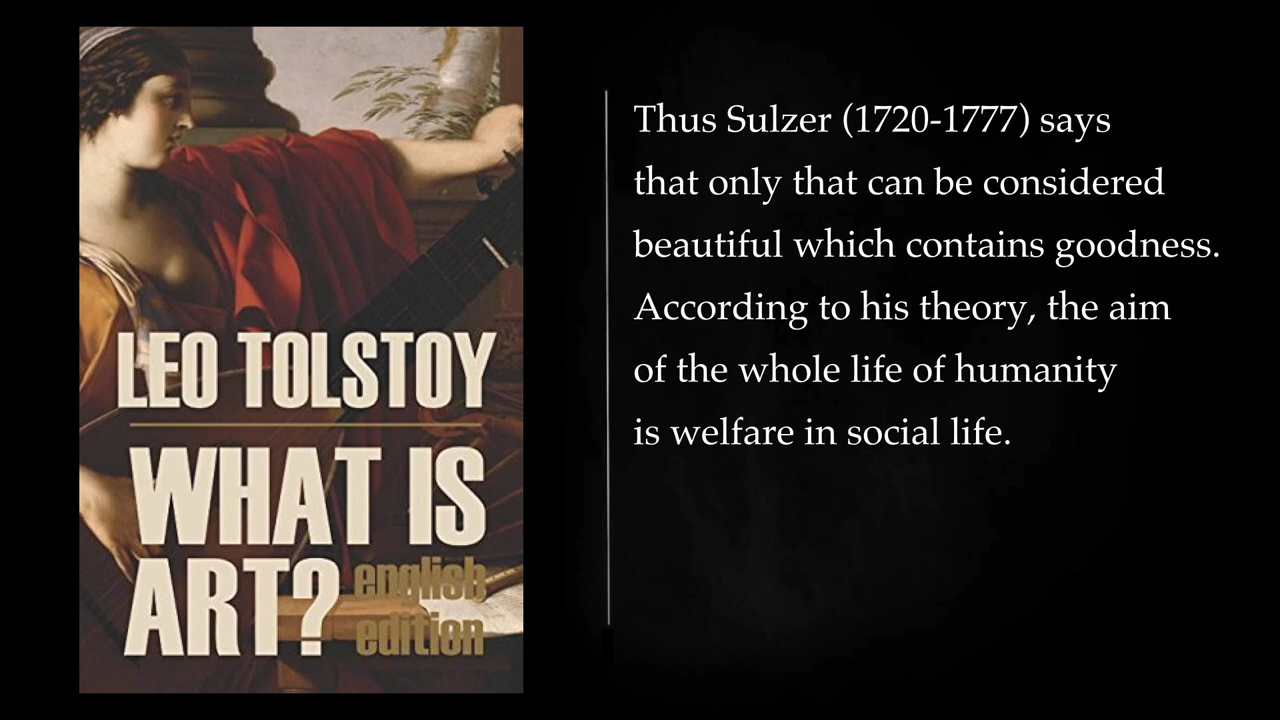 LEO TOLSTOY
WHAT IS
ART? english
edition
Thus Sulzer (1720-1777) says
that only that can be considered
beautiful which contains goodness.
According to his theory, the aim
of the whole life of humanity
is welfare in social life.